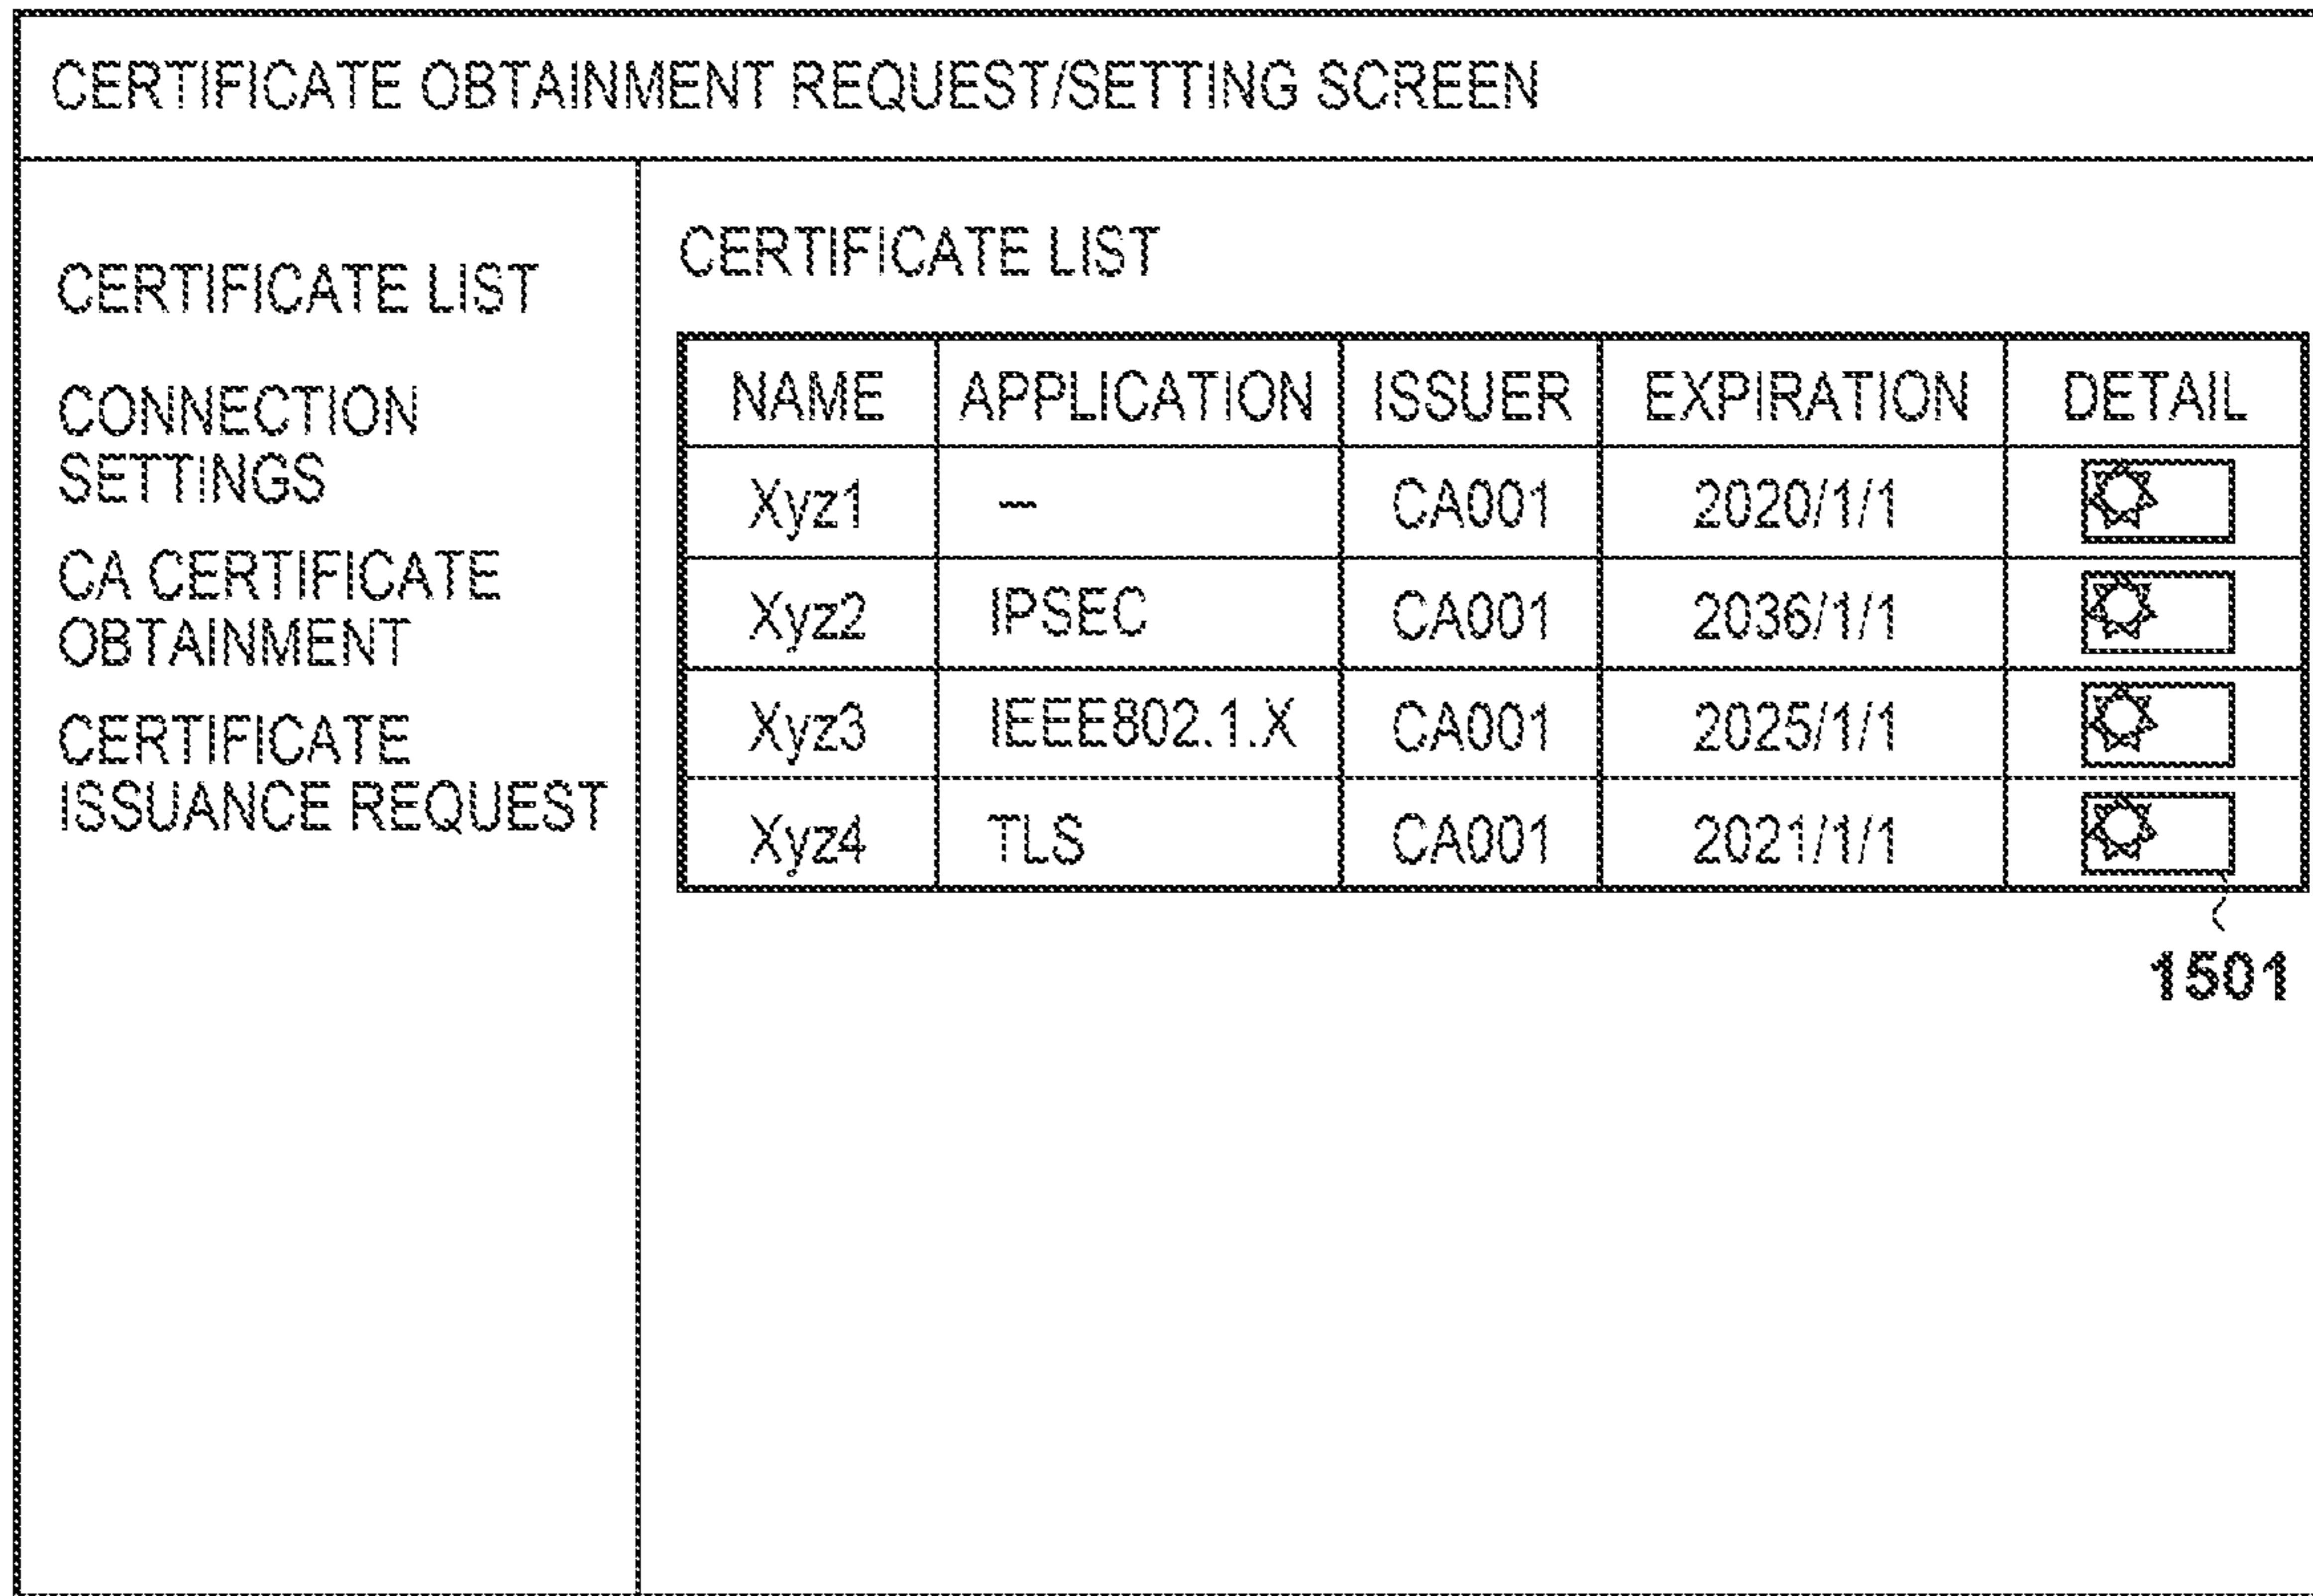 CERTIFICATE OBTAINMENT REQUEST/SETTING SCREEN
CERTIFICATE LIST
CONNECTION
SETTINGS
CA CERTIFICATE
OBTAINMENT
CERTIFICATE
ISSUANCE REQUEST
CERTIFICATE LIST
NAME APPLICATION ISSUER EXPIRATION DETAIL
Xyz1 — CA001 2020/1/1
Xyz2 IPSEC CA001 2036/1/1
Xyz3 IEEE802.1.X CA001 2025/1/1
Xyz4 TLS CA001 2021/1/1
1501